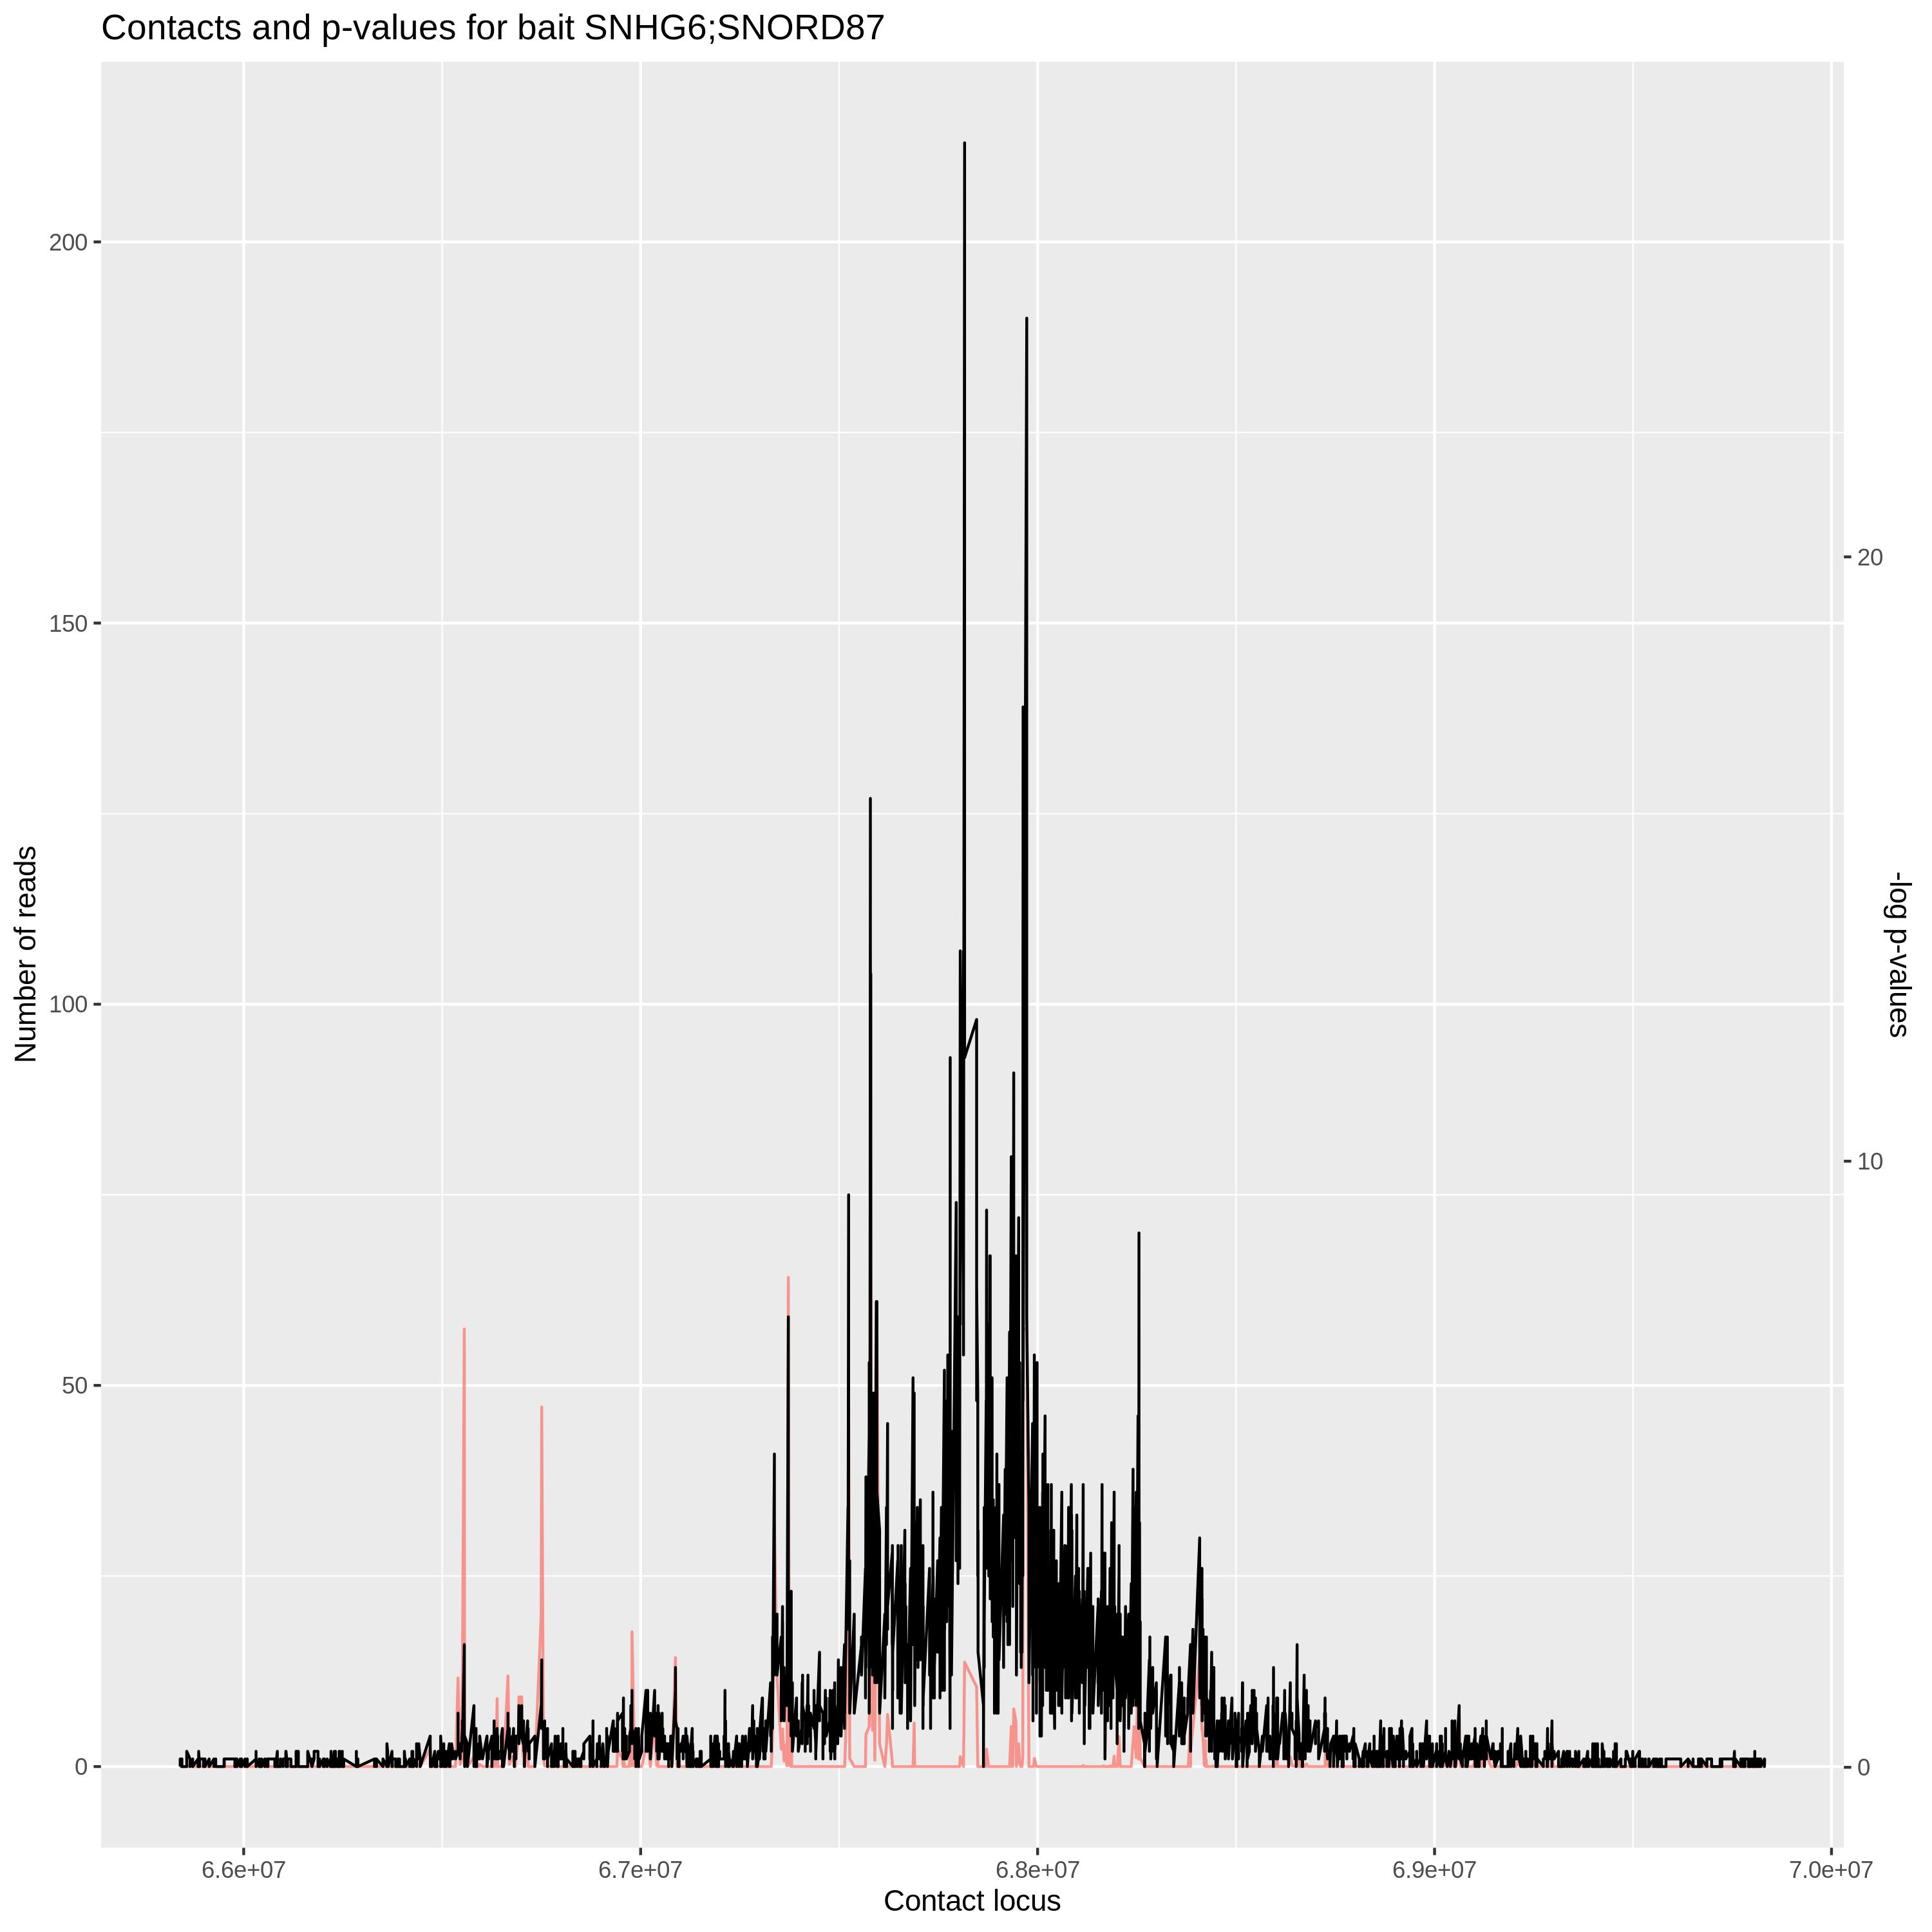 Contacts and p-values for bait SNHG6;SNORD87
200
150
100
50
0
Number of reads
20
10
0
-log p-values
6.6e+07
6.7e+07
6.8e+07
6.9e+07
7.0e+07
Contact locus